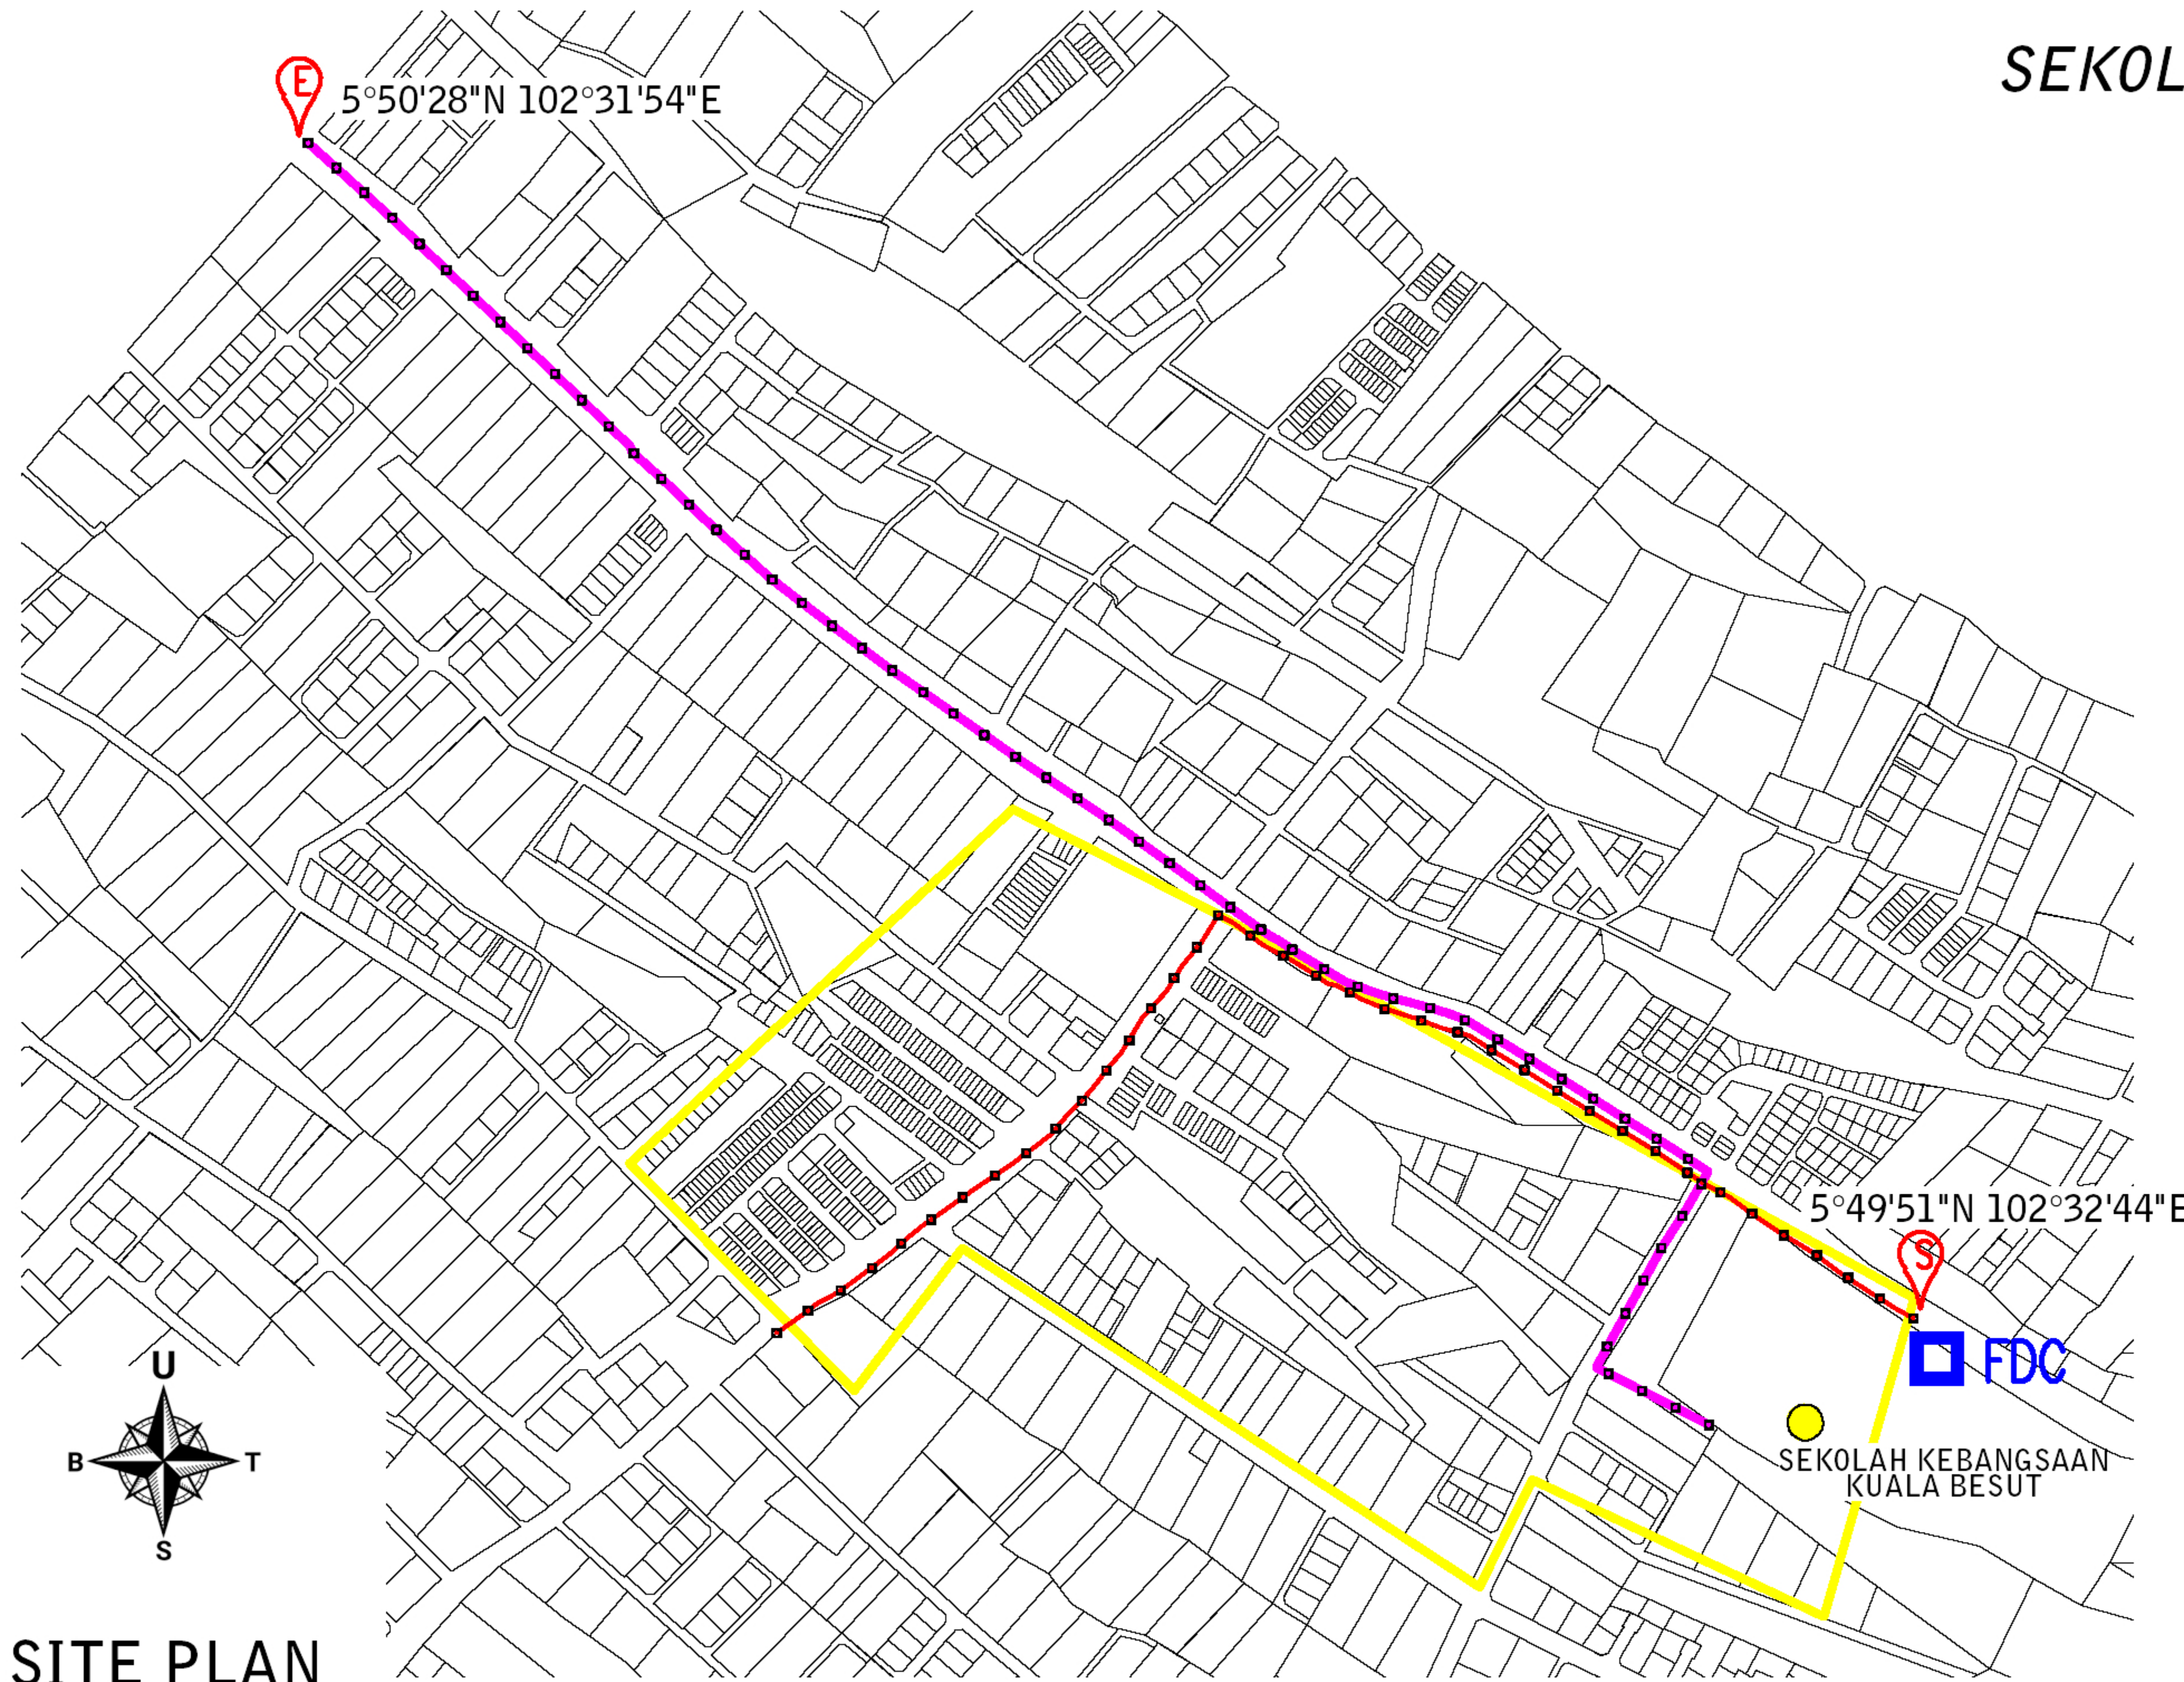 SEKOL
E
5°50'28"N 102°31'54"E
5°49'51"N 102°32'44"E
S
FDC
SEKOLAH KEBANGSAAN
KUALA BESUT
U
B T
S
SITE PLAN